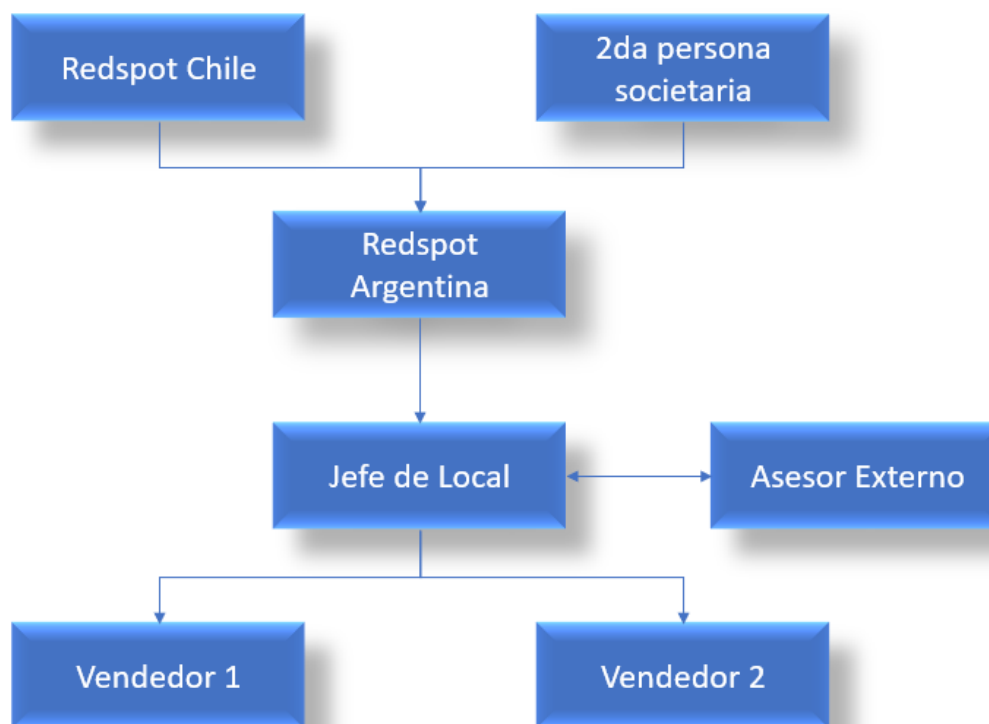 Redspot Chile
2da persona
societaria
Redspot
Argentina
Jefe de Local
Asesor Externo
Vendedor 1
Vendedor 2